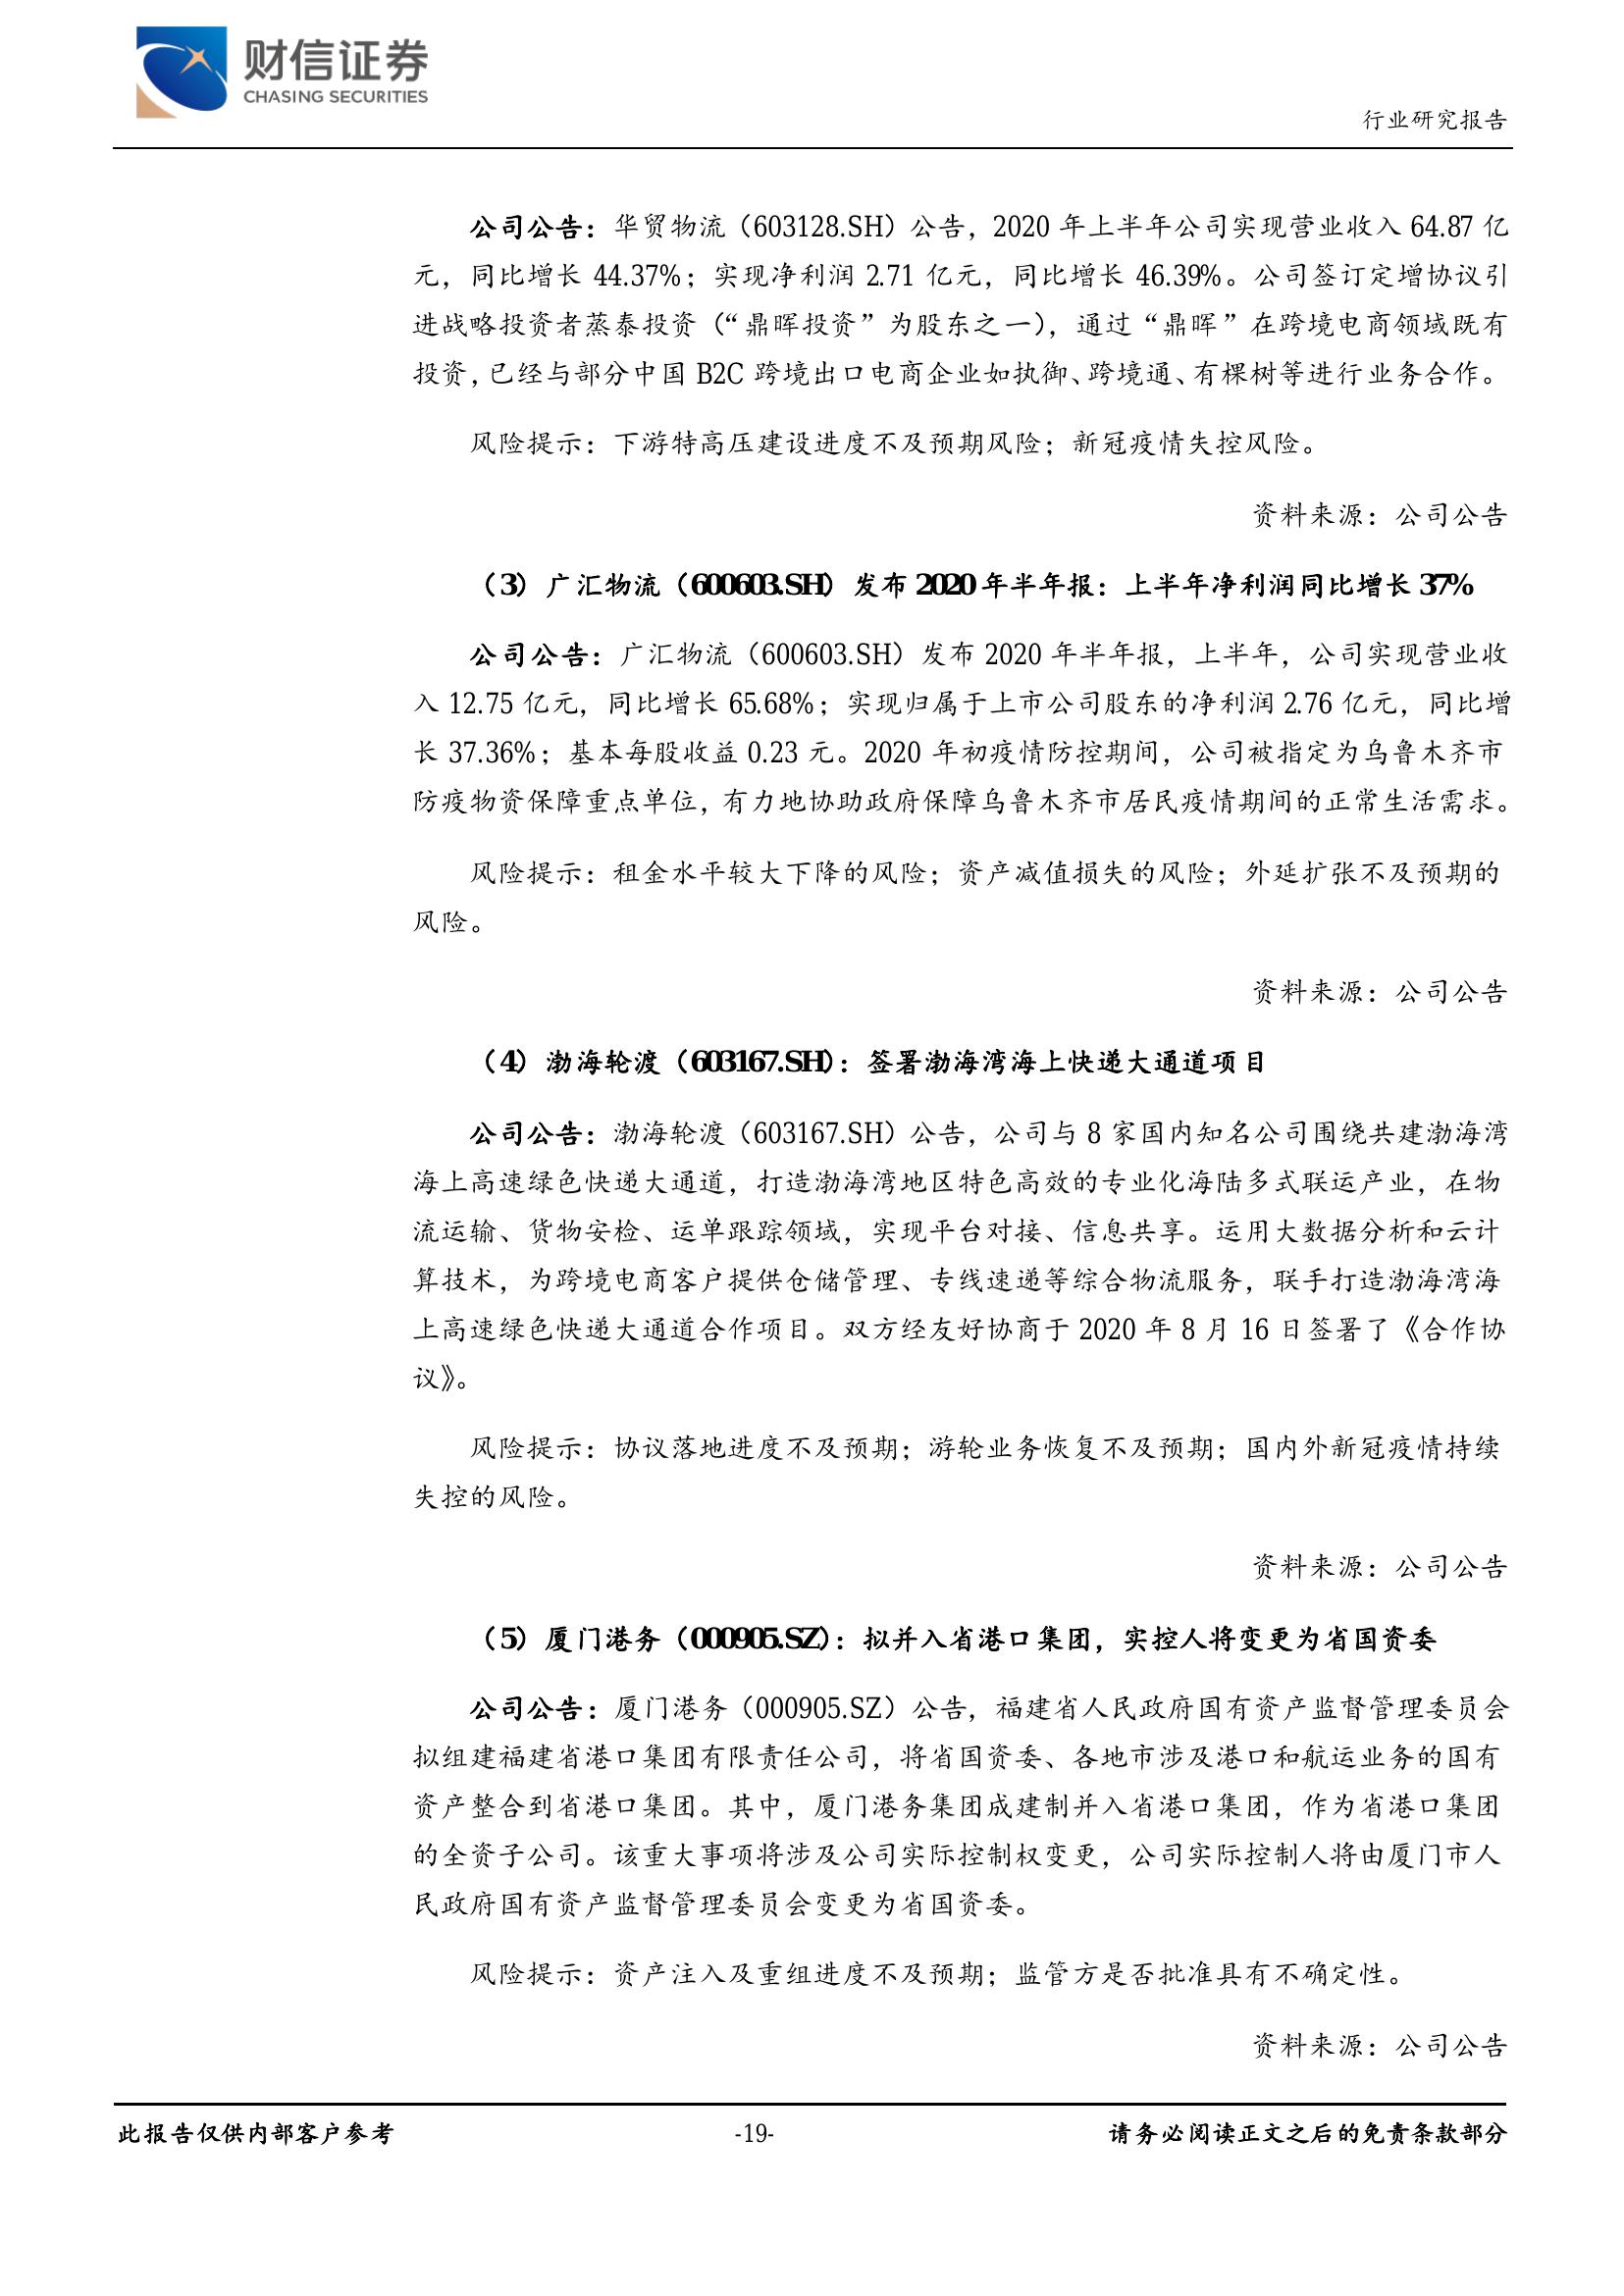 财信证券
CHASING SECURITIES
行业研究报告
公司公告：华贸物流（603128.SH）公告，2020 年上半年公司实现营业收入 64.87 亿
元，同比增长 44.37%；实现净利润 2.71 亿元，同比增长 46.39%。公司签订定增协议引
进战略投资者蒸泰投资（“鼎晖投资”为股东之一），通过“鼎晖”在跨境电商领域既有
投资，已经与部分中国 B2C 跨境出口电商企业如执御、跨境通、有棵树等进行业务合作。
风险提示：下游特高压建设进度不及预期风险；新冠疫情失控风险。
资料来源：公司公告
（3）广汇物流（600603.SH）发布 2020 年半年报：上半年净利润同比增长 37%
公司公告：广汇物流（600603.SH）发布 2020 年半年报，上半年，公司实现营业收
入 12.75 亿元，同比增长 65.68%；实现归属于上市公司股东的净利润 2.76 亿元，同比增
长 37.36%；基本每股收益 0.23 元。2020 年初疫情防控期间，公司被指定为乌鲁木齐市
防疫物资保障重点单位，有力地协助政府保障乌鲁木齐市居民疫情期间的正常生活需求。
风险提示：租金水平较大下降的风险；资产减值损失的风险；外延扩张不及预期的
风险。
资料来源：公司公告
（4）渤海轮渡（603167.SH）：签署渤海湾海上快递大通道项目
公司公告：渤海轮渡（603167.SH）公告，公司与 8 家国内知名公司围绕共建渤海湾
海上高速绿色快递大通道，打造渤海湾地区特色高效的专业化海陆多式联运产业，在物
流运输、货物安检、运单跟踪领域，实现平台对接、信息共享。运用大数据分析和云计
算技术，为跨境电商客户提供仓储管理、专线速递等综合物流服务，联手打造渤海湾海
上高速绿色快递大通道合作项目。双方经友好协商于 2020 年 8 月 16 日签署了《合作协
议》。
风险提示：协议落地进度不及预期；游轮业务恢复不及预期；国内外新冠疫情持续
失控的风险。
资料来源：公司公告
（5）厦门港务（000905.SZ）：拟并入省港口集团，实控人将变更为省国资委
公司公告：厦门港务（000905.SZ）公告，福建省人民政府国有资产监督管理委员会
拟组建福建省港口集团有限责任公司，将省国资委、各地市涉及港口和航运业务的国有
资产整合到省港口集团。其中，厦门港务集团成建制并入省港口集团，作为省港口集团
的全资子公司。该重大事项将涉及公司实际控制权变更，公司实际控制人将由厦门市人
民政府国有资产监督管理委员会变更为省国资委。
风险提示：资产注入及重组进度不及预期；监管方是否批准具有不确定性。
资料来源：公司公告
此报告仅供内部客户参考
-19-
请务必阅读正文之后的免责条款部分